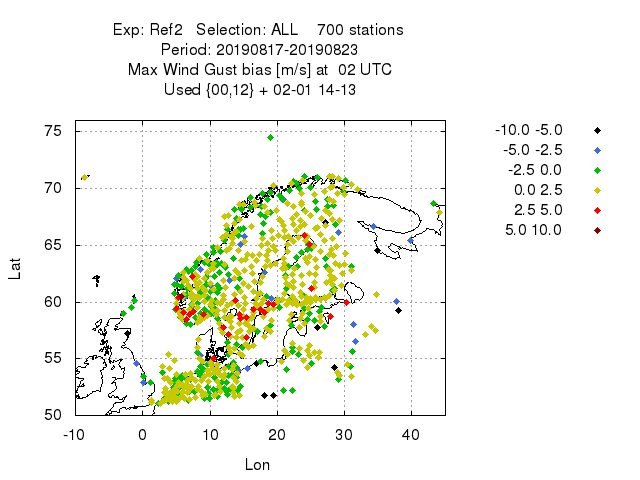 Exp: Ref2 Selection: ALL 700 stations
Period: 20190817-20190823
Max Wind Gust bias [m/s] at 02 UTC
Used {00,12} + 02-01 14-13
-10.0 -5.0
-5.0 -2.5
-2.5 0.0
0.0 2.5
2.5 5.0
5.0 10.0
75
70
65
60
55
50
Lat
-10 0 10 20 30 40
Lon